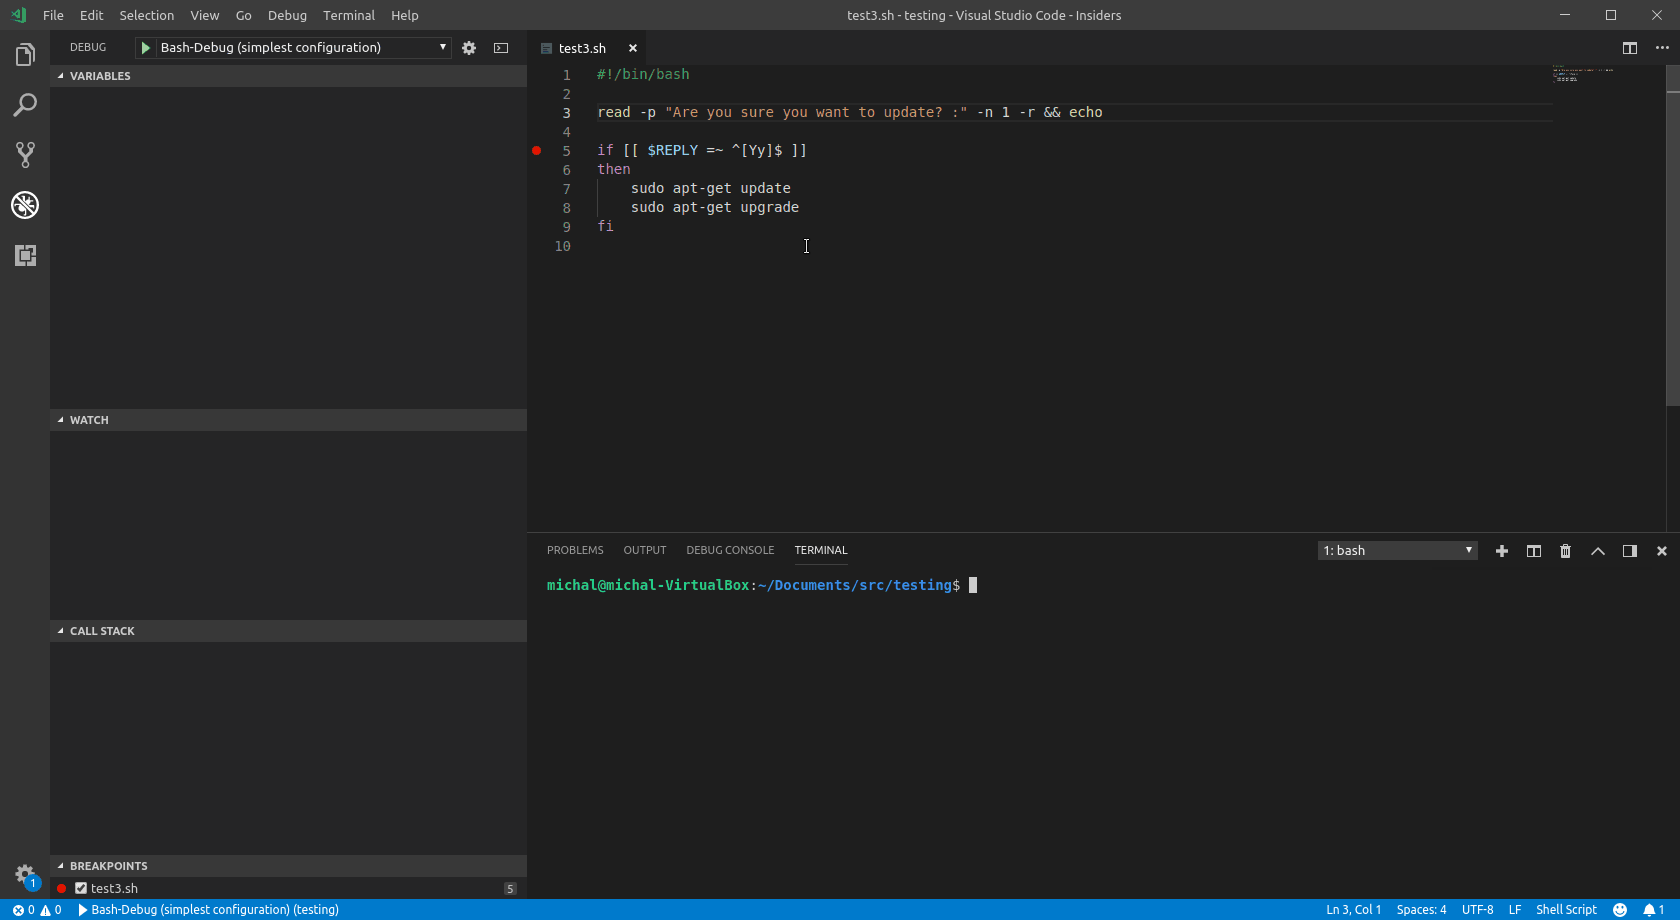 File Edit Selection View Go Debug Terminal Help
test3.sh - testing - Visual Studio Code - Insiders
DEBUG Bash-Debug (simplest configuration)
VARIABLES
WATCH
CALL STACK
BREAKPOINTS
test3.sh 5
1
test3.sh
1 #!/bin/bash
2
3 read -p "Are you sure you want to update? :" -n 1 -r && echo
4
5 if [[ $REPLY =~ ^[Yy]$ ]]
6 then
7 sudo apt-get update
8 sudo apt-get upgrade
9 fi
10
PROBLEMS OUTPUT DEBUG CONSOLE TERMINAL 1: bash
michal@michal-VirtualBox:~/Documents/src/testing$
0 0 Bash-Debug (simplest configuration) (testing) Ln 3, Col 1 Spaces: 4 UTF-8 LF Shell Script 1